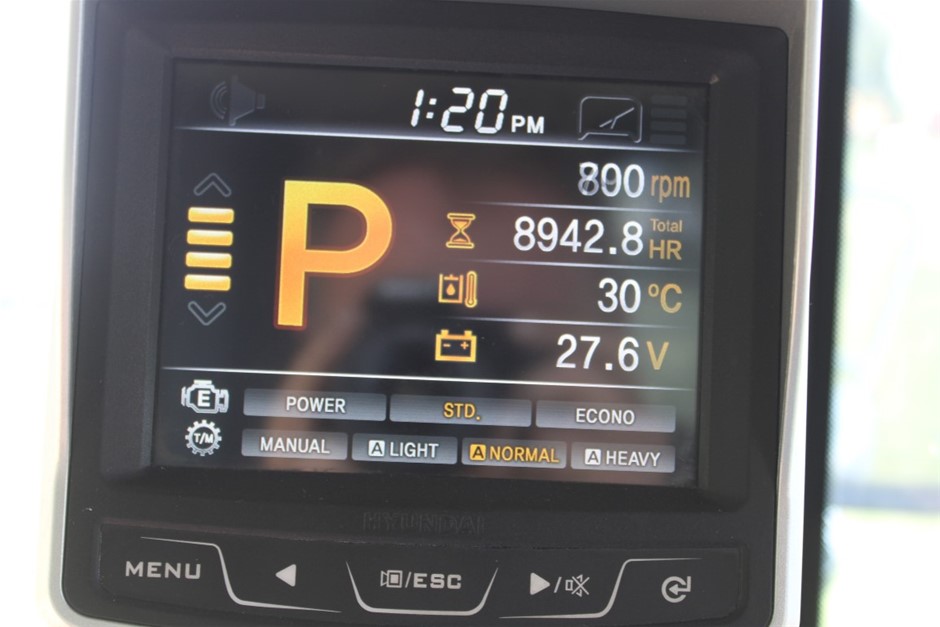 1:20 PM
890 rpm
8942.8 Total HR
30 °C
P
27.6 V
E POWER STD. ECONO
T/M MANUAL A LIGHT A NORMAL A HEAVY
MENU /ESC /